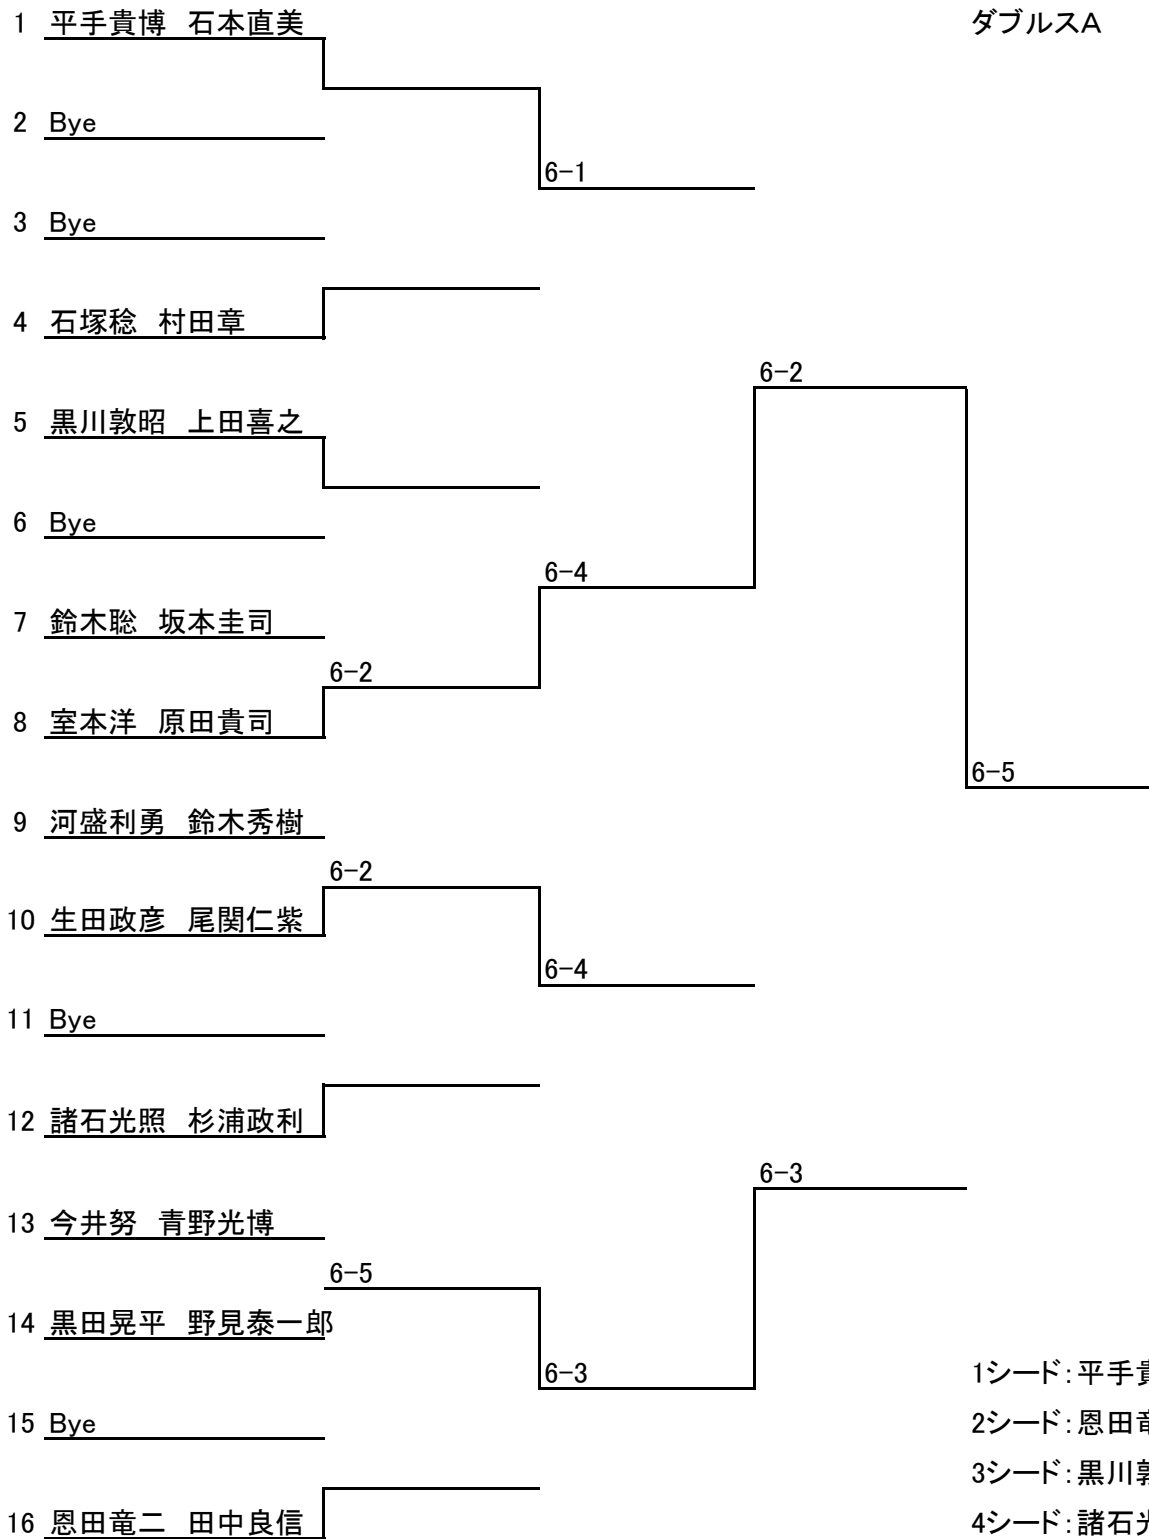 1 平手貴博 石本直美
ダブルスA
2 Bye
6-1
3 Bye
4 石塚稔 村田章
6-2
5 黒川敦昭 上田喜之
6 Bye
6-4
7 鈴木聡 坂本圭司
6-2
8 室本洋 原田貴司
6-5
9 河盛利勇 鈴木秀樹
6-2
10 生田政彦 尾関仁紫
6-4
11 Bye
12 諸石光照 杉浦政利
6-3
13 今井努 青野光博
6-5
14 黒田晃平 野見泰一郎
6-3
1シード:平手貴
15 Bye
2シード:恩田竜
3シード:黒川敦
16 恩田竜二 田中良信
4シード:諸石光